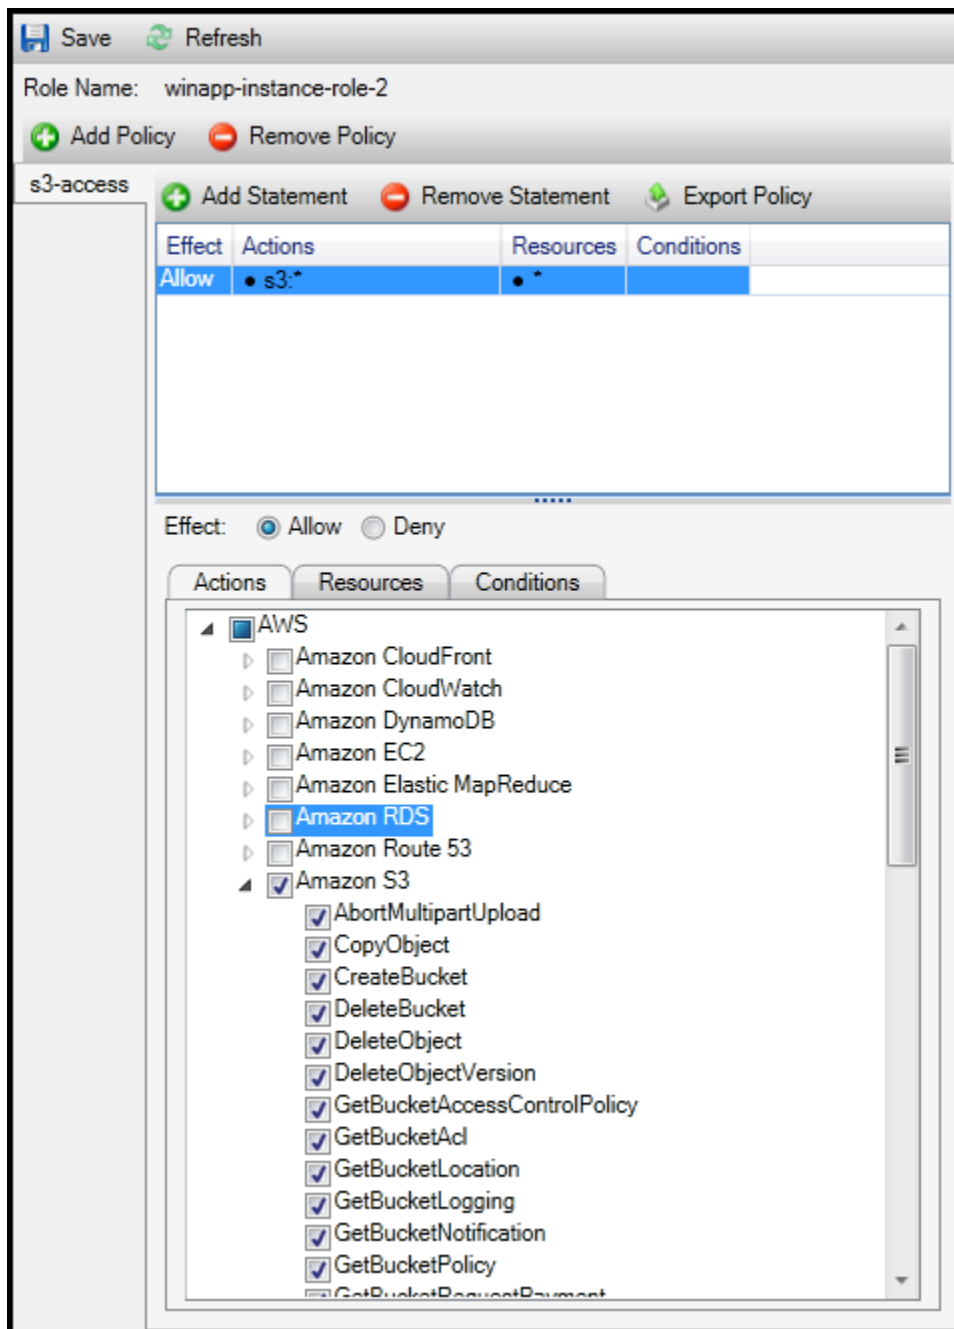 Save Refresh
Role Name: winapp-instance-role-2
Add Policy Remove Policy
s3-access
Add Statement Remove Statement Export Policy
Effect Actions Resources Conditions
Allow • s3:* • *
Effect: Allow Deny
Actions Resources Conditions
AWS
Amazon CloudFront
Amazon CloudWatch
Amazon DynamoDB
Amazon EC2
Amazon Elastic MapReduce
Amazon RDS
Amazon Route 53
Amazon S3
AbortMultipartUpload
CopyObject
CreateBucket
DeleteBucket
DeleteObject
DeleteObjectVersion
GetBucketAccessControlPolicy
GetBucketAcl
GetBucketLocation
GetBucketLogging
GetBucketNotification
GetBucketPolicy
GetBucketRequestPayment